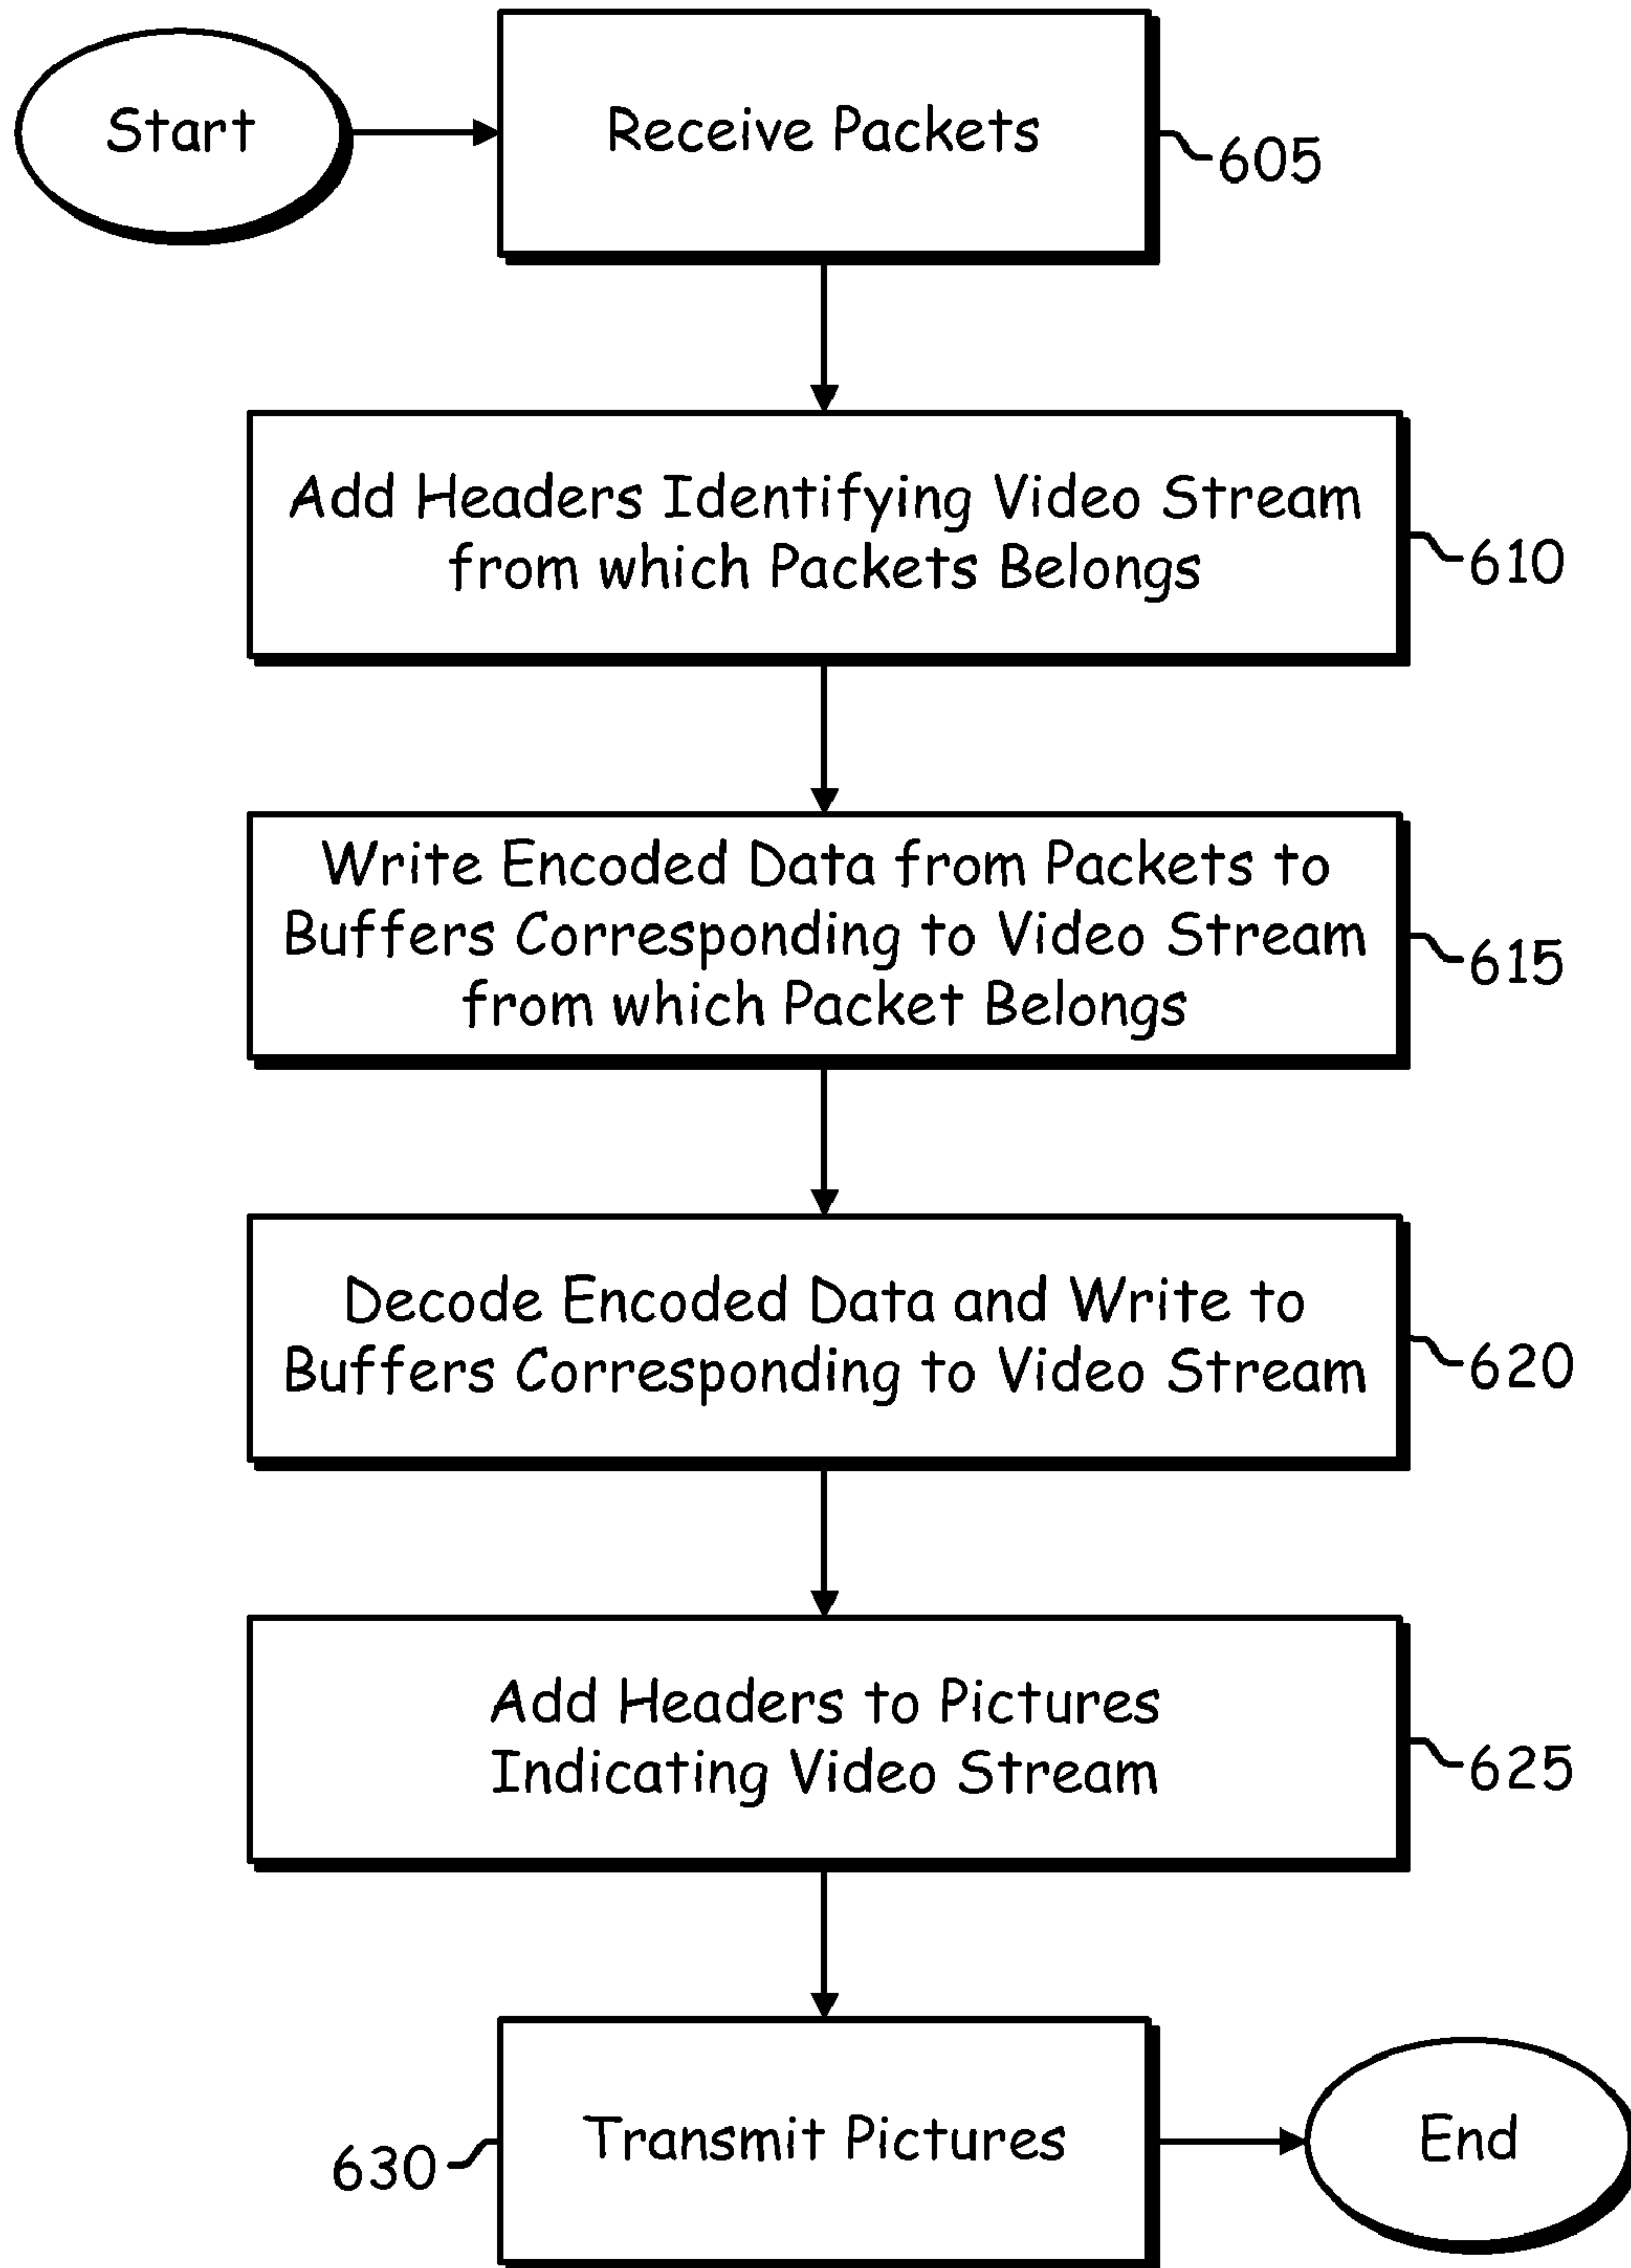 Start
Receive Packets
605
Add Headers Identifying Video Stream
from which Packets Belongs
610
Write Encoded Data from Packets to
Buffers Corresponding to Video Stream
from which Packet Belongs
615
Decode Encoded Data and Write to
Buffers Corresponding to Video Stream
620
Add Headers to Pictures
Indicating Video Stream
625
630
Transmit Pictures
End